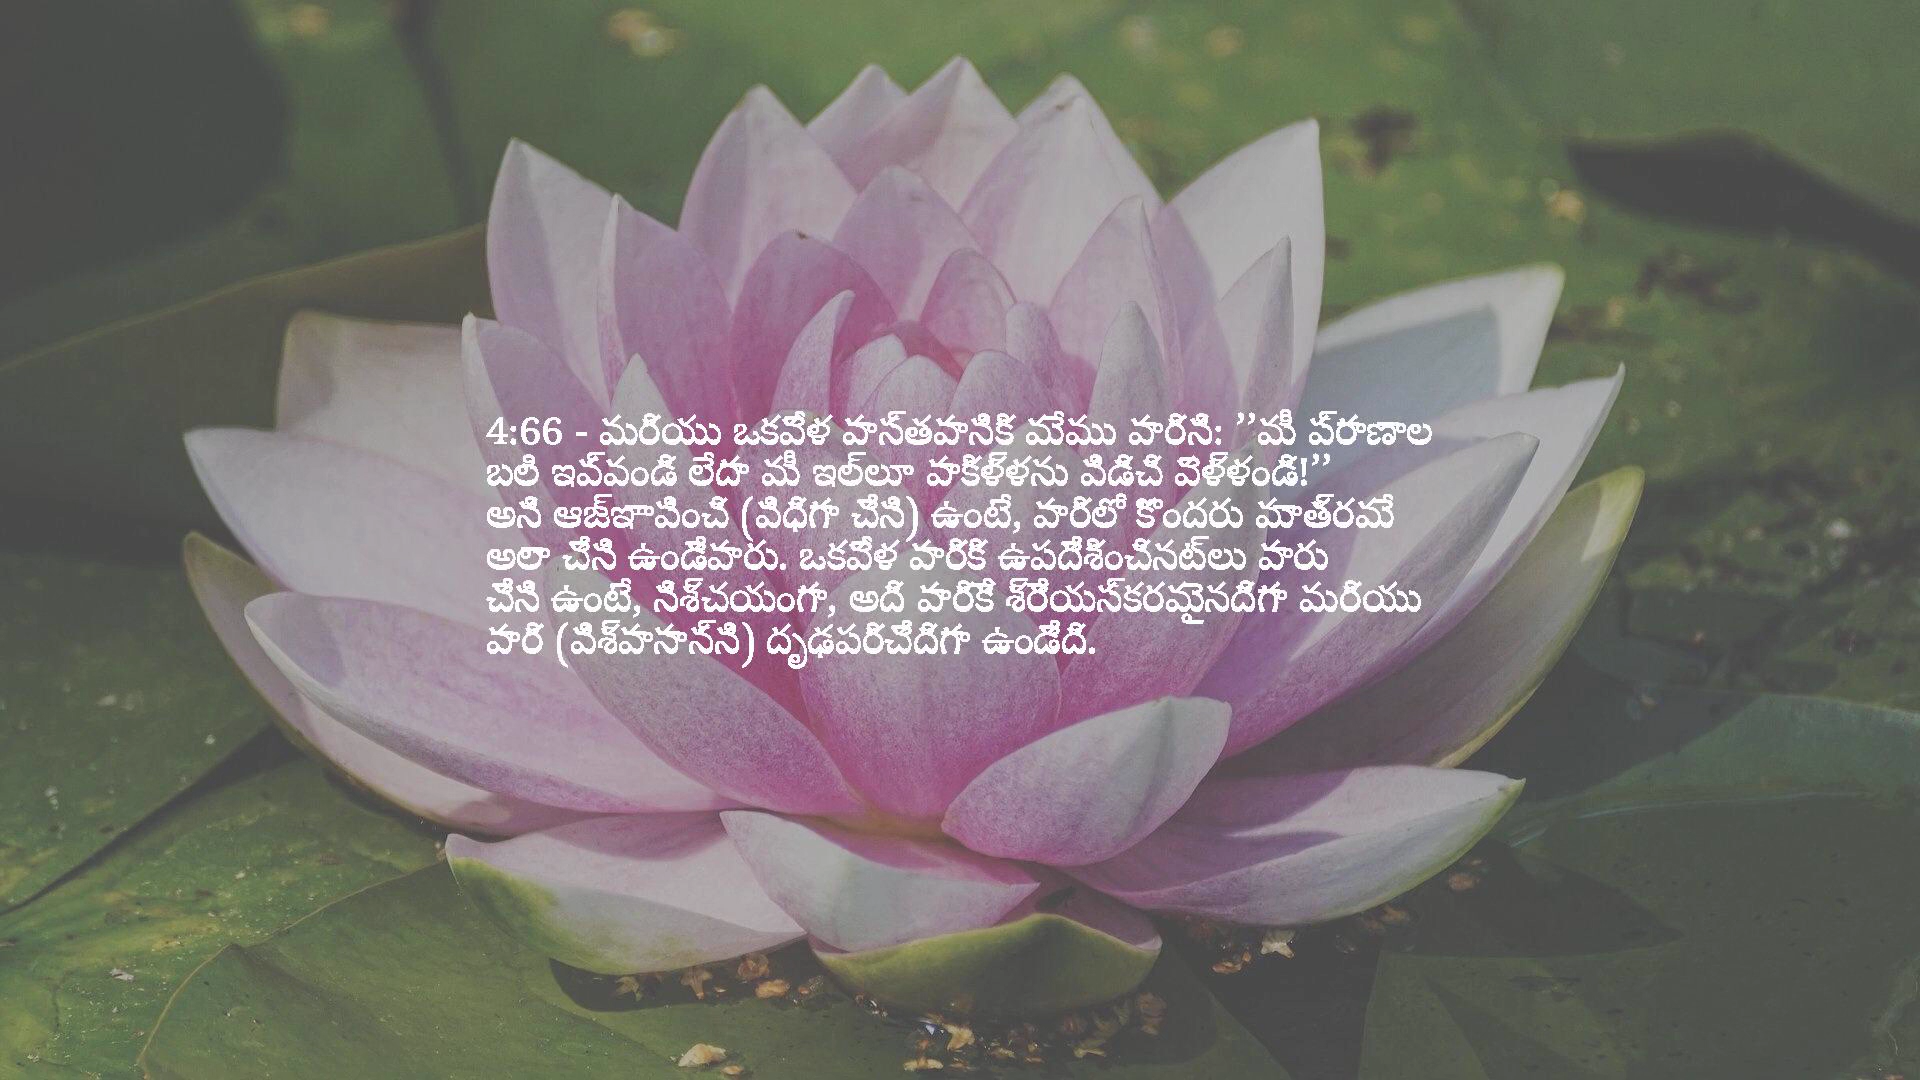 4:66 - మరియు ఒకవేళ వాస్తవానికి మేము వారిని: ’’మీ ప్రాణాల
బలి ఇవ్వండి లేదా మీ ఇల్లూ వాకిళ్ళను విడిచి వెళ్ళండి!’’
అని ఆజ్ఞాపించి (విధిగా చేసి) ఉంటే, వారిలో కొందరు మాత్రమే
అలా చేసి ఉండేవారు. ఒకవేళ వారికి ఉపదేశించినట్లు వారు
చేసి ఉంటే, నిశ్చయంగా, అది వారికే శ్రేయస్కరమైనదిగా మరియు
వారి (విశ్వాసాన్ని) దృఢపరిచేదిగా ఉండేది.